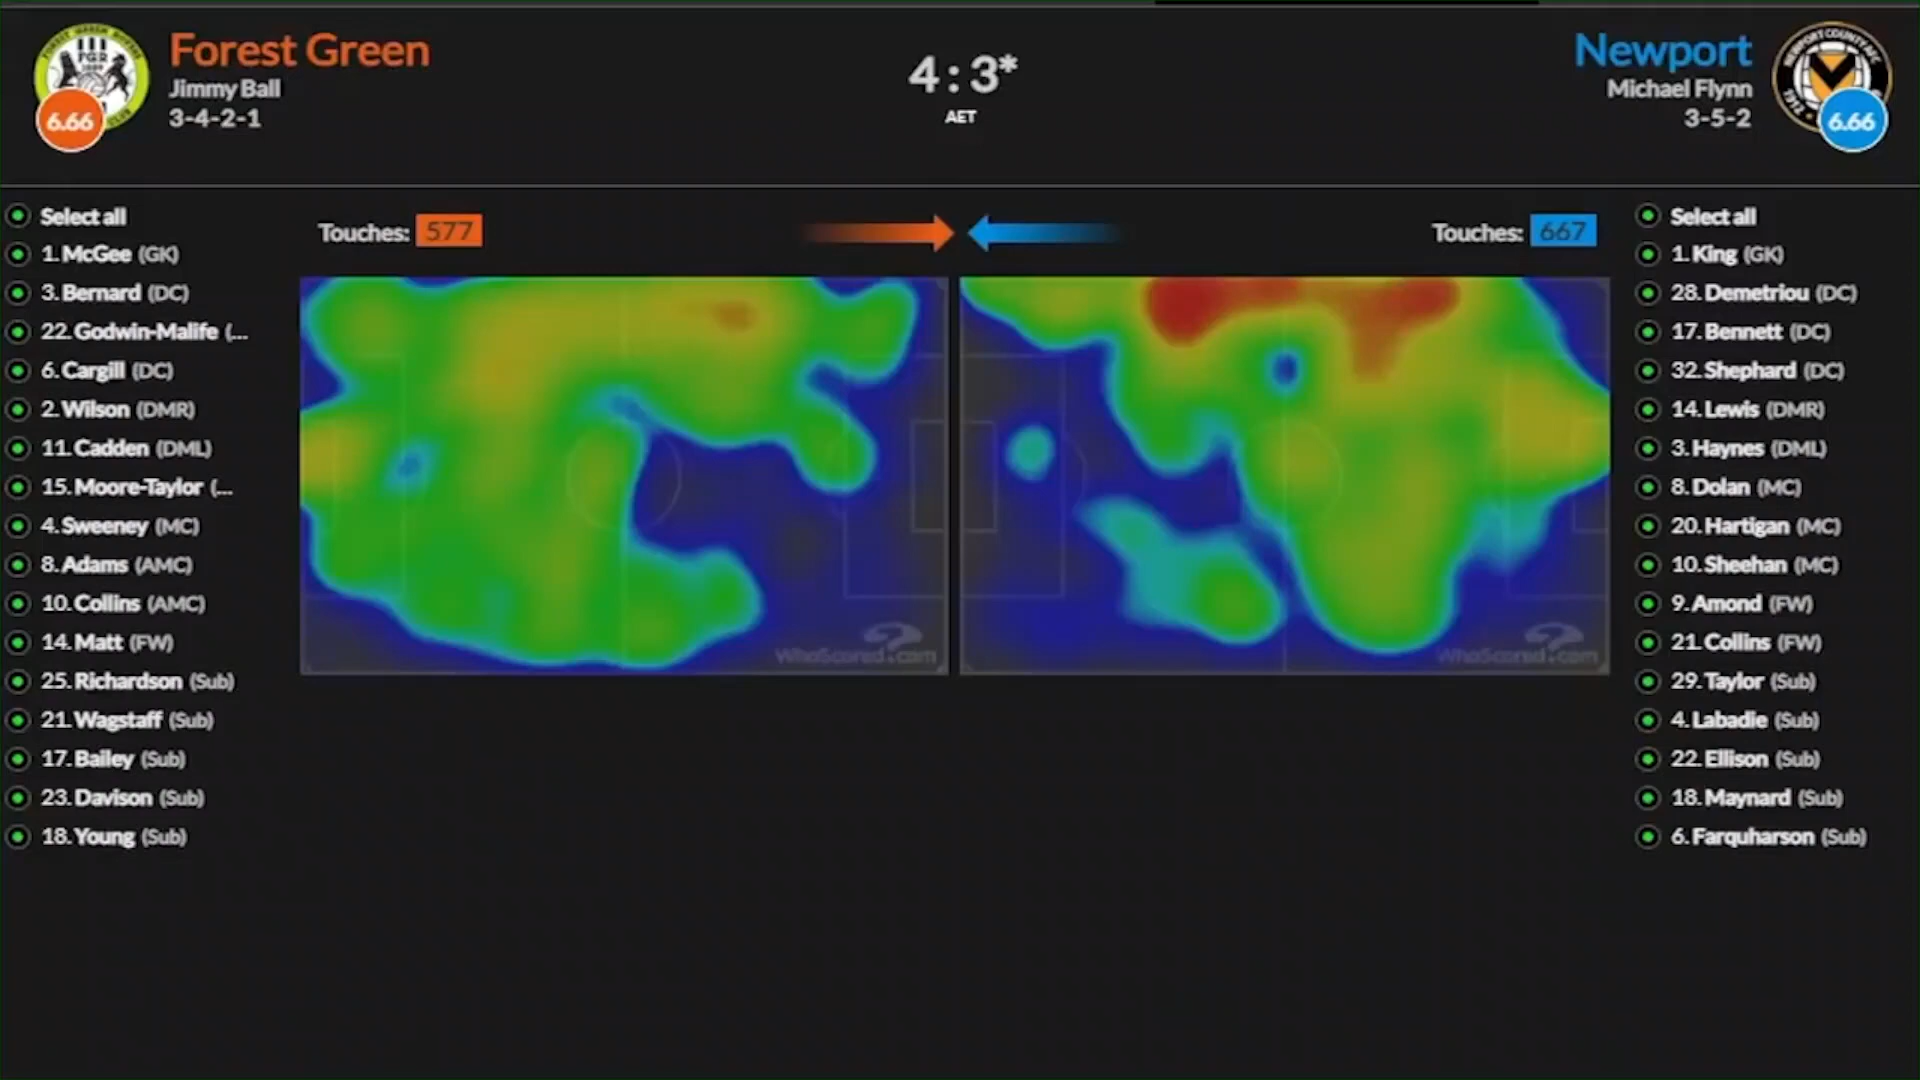 Forest Green
Jimmy Ball
3-4-2-1
6.66
4 : 3*
AET
Newport
Michael Flynn
3-5-2
6.66
Select all
1. McGee (GK)
3. Bernard (DC)
22. Godwin-Malife (...
6. Cargill (DC)
2. Wilson (DMR)
11. Cadden (DML)
15. Moore-Taylor (...
4. Sweeney (MC)
8. Adams (AMC)
10. Collins (AMC)
14. Matt (FW)
25. Richardson (Sub)
21. Wagstaff (Sub)
17. Bailey (Sub)
23. Davison (Sub)
18. Young (Sub)
Touches: 577
Touches: 667
WhoScored.com
WhoScored.com
Select all
1. King (GK)
28. Demetriou (DC)
17. Bennett (DC)
32. Shephard (DC)
14. Lewis (DMR)
3. Haynes (DML)
8. Dolan (MC)
20. Hartigan (MC)
10. Sheehan (MC)
9. Amond (FW)
21. Collins (FW)
29. Taylor (Sub)
4. Labadie (Sub)
22. Ellison (Sub)
18. Maynard (Sub)
6. Farquharson (Sub)